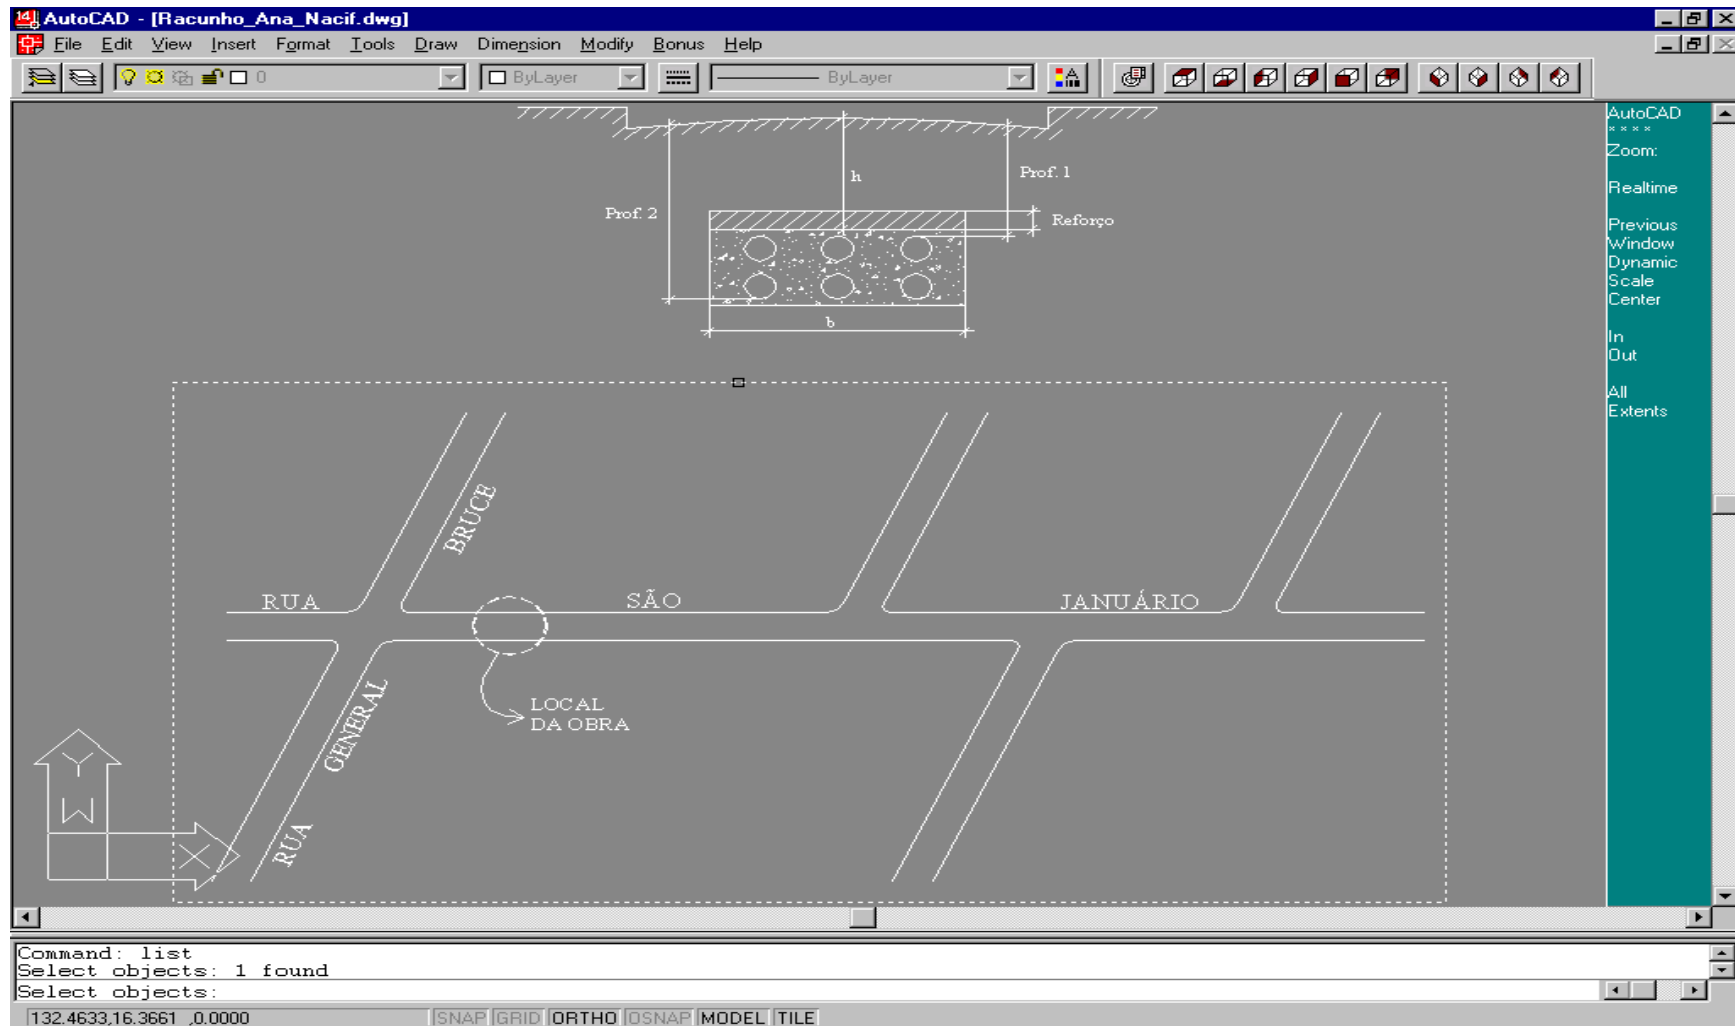 AutoCAD - [Racunho_Ana_Nacif.dwg]
File Edit View Insert Format Tools Draw Dimension Modify Bonus Help
0 ByLayer ByLayer
AutoCAD
* * * *
Zoom:
Realtime
Previous
Window
Dynamic
Scale
Center
In
Out
All
Extents
h
Prof. 1
Prof. 2
Reforço
b
BRUCE
RUA SÃO JANUÁRIO
GENERAL
LOCAL
DA OBRA
RUA
Y
W
X
Command: list
Select objects: 1 found
Select objects:
132.4633,16.3661 ,0.0000 SNAP GRID ORTHO OSNAP MODEL TILE